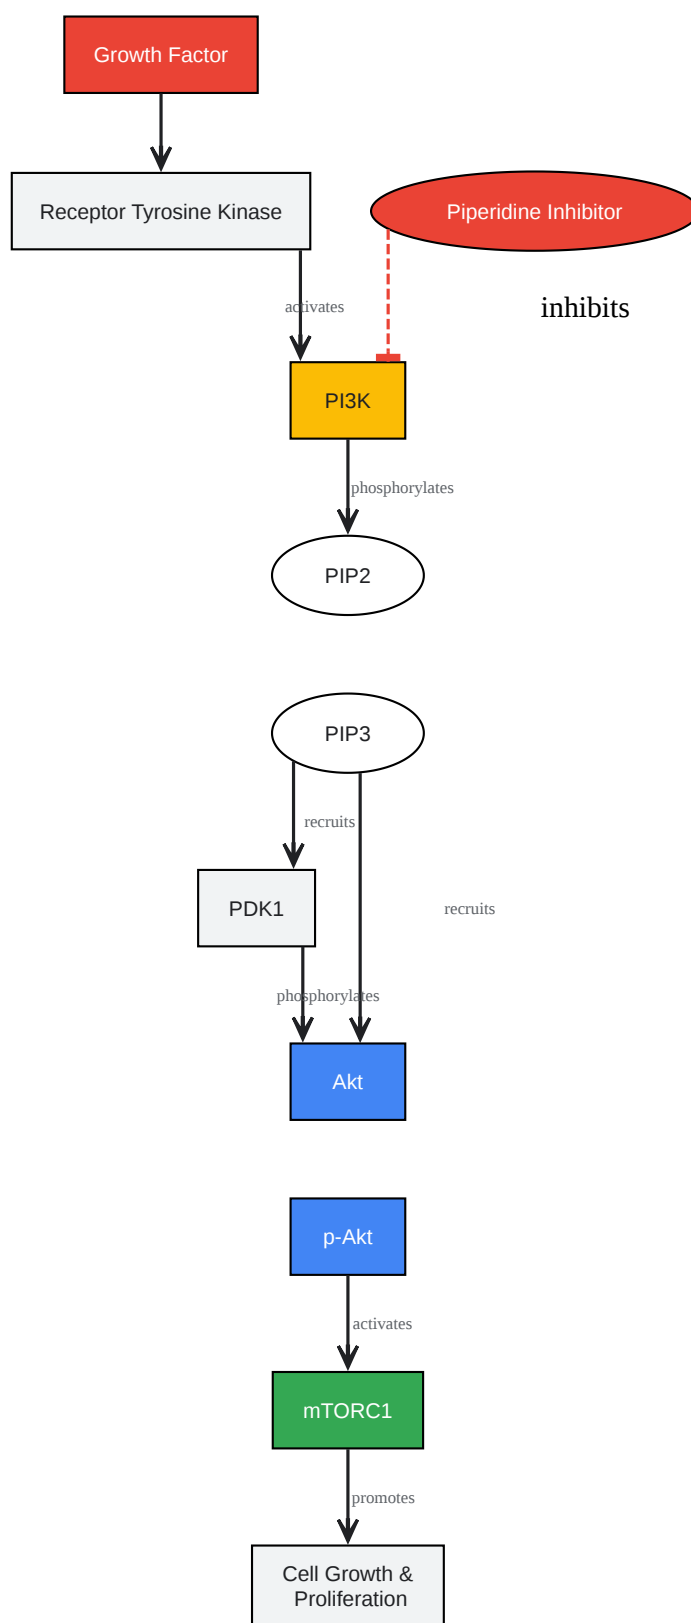 Growth Factor
Receptor Tyrosine Kinase
Piperidine Inhibitor
activates
inhibits
PI3K
phosphorylates
PIP2
PIP3
recruits
PDK1
recruits
phosphorylates
Akt
p-Akt
activates
mTORC1
promotes
Cell Growth &
Proliferation